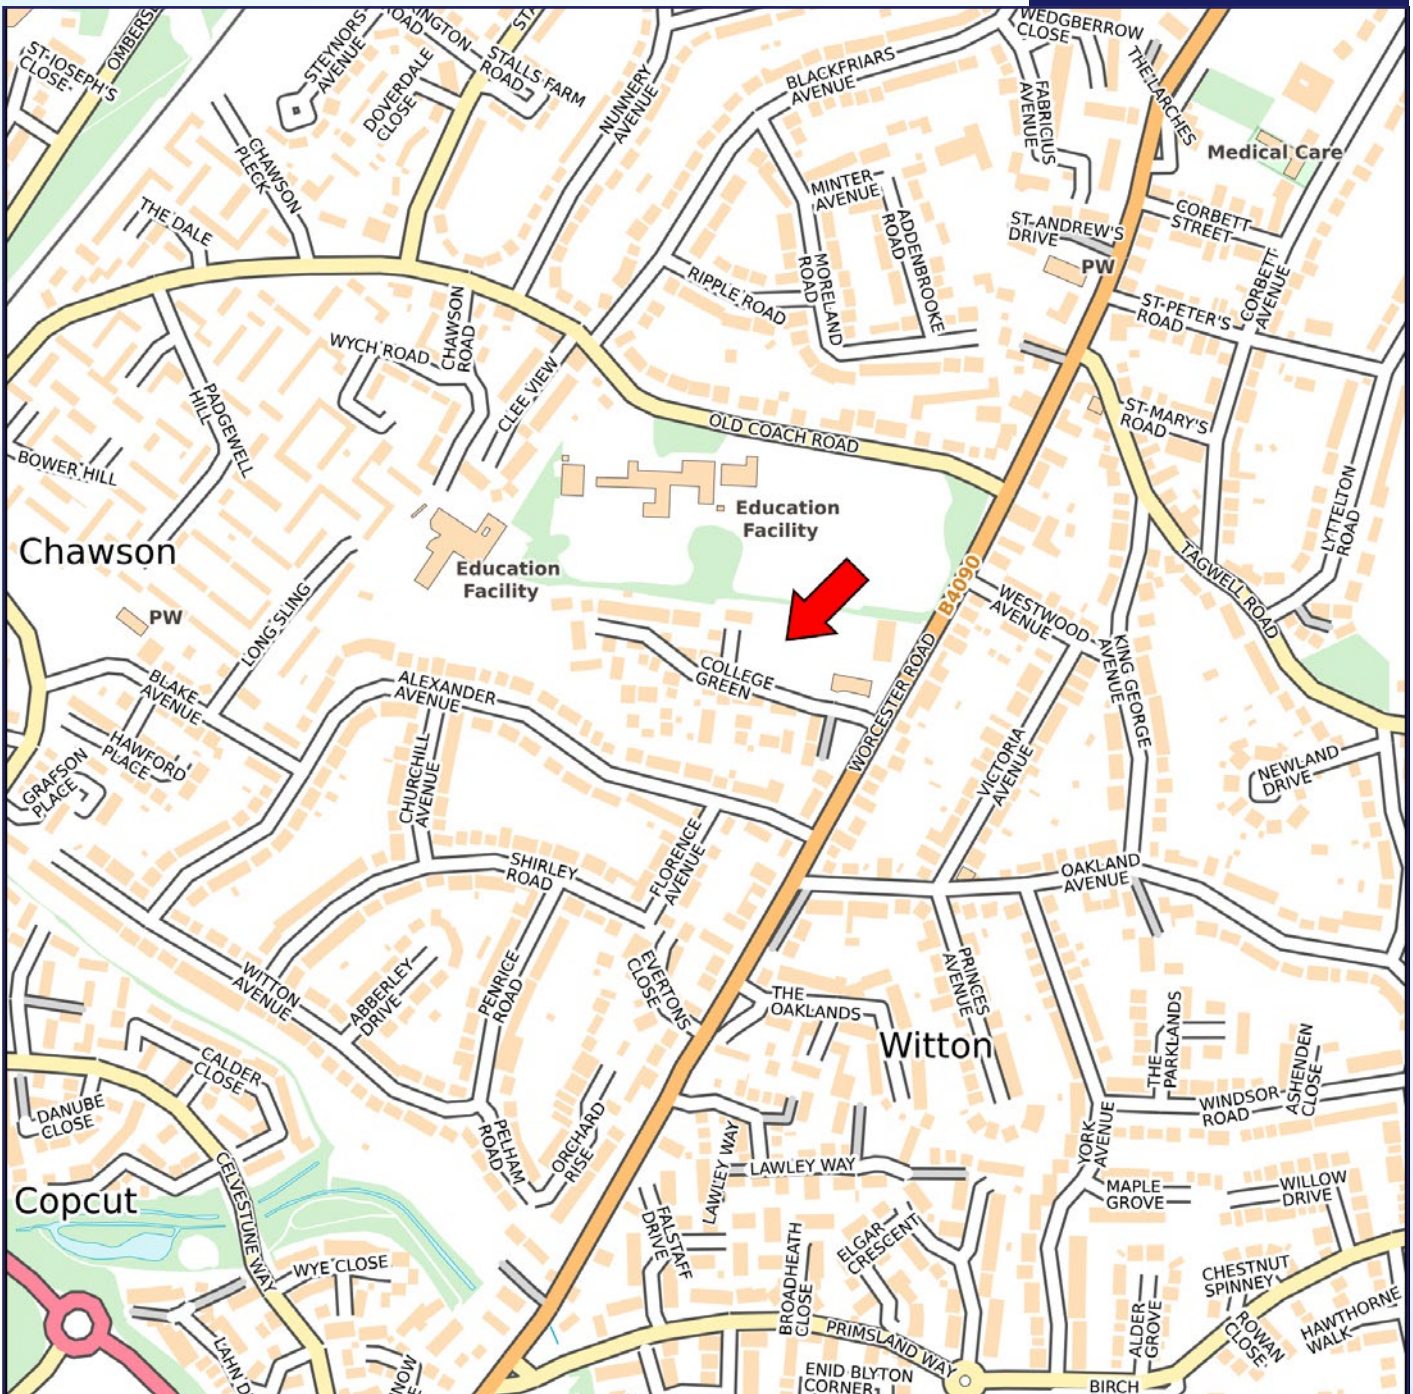 WEDGBERROW
CLOSE
ST-JOSEPH'S
CLOSE
STEYNORS
AVENUE
ROAD
STALLS FARM
ROAD
DOVERDALE
CLOSE
NUNNERY
AVENUE
BLACKFRIARS
AVENUE
FABRICIUS
AVENUE
THE LARCHES
Medical Care
CHAWSON
PLECK
THE DALE
MINTER
AVENUE
ADDENBROOKE
ROAD
MORELAND
ROAD
ST-ANDREW'S
DRIVE
PW
CORBETT
STREET
CORBETT
AVENUE
ST-PETER'S
ROAD
RIPPLE ROAD
CHAWSON
ROAD
WYCH ROAD
CLEE VIEW
PADGEWELL
HILL
OLD COACH ROAD
ST-MARY'S
ROAD
BOWER HILL
LYTTELTON
ROAD
Education
Facility
Chawson
Education
Facility
B4090
TAGWELL ROAD
WESTWOOD
AVENUE
PW
LONG SLING
KING GEORGE
AVENUE
COLLEGE
GREEN
WORCESTER ROAD
BLAKE
AVENUE
ALEXANDER
AVENUE
HAWFORD
PLACE
GRAFSON
PLACE
CHURCHILL
AVENUE
VICTORIA
AVENUE
NEWLAND
DRIVE
FLORENCE
AVENUE
SHIRLEY
ROAD
OAKLAND
AVENUE
WITTON
AVENUE
ABBERLEY
DRIVE
PENRICE
ROAD
EVERTONS
CLOSE
PRINCES
AVENUE
THE
OAKLANDS
Witton
THE
PARKLANDS
ASHENDEN
CLOSE
CALDER
CLOSE
DANUBE
CLOSE
WINDSOR
ROAD
YORK
AVENUE
ORCHARD
RISE
PELHAM
ROAD
LAWLEY WAY
LAWLEY WAY
MAPLE
GROVE
WILLOW
DRIVE
Copcut
CELVESTUNE WAY
FALSTAFF
DRIVE
ELGAR
CRESCENT
BROADHEATH
CLOSE
WYE CLOSE
CHESTNUT
SPINNEY
ALDER
GROVE
ROWAN
CLOSE
HAWTHORNE
WALK
PRIMSLAND WAY
ENID BLYTON
CORNER
BIRCH